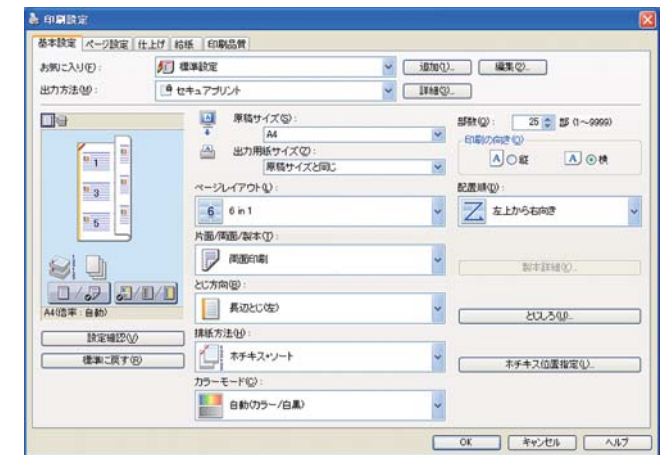 印刷設定
基本設定 ページ設定 仕上げ 給紙 印刷品質
お気に入り(F): 標準設定 追加(1)... 編集(2)...
出力方法(M): セキュアプリント 詳細(3)...
原稿サイズ(S):
A4
出力用紙サイズ(Z):
原稿サイズと同じ
部数(Q): 25 部 (1～9999)
印刷の向き(O)
A 縦 A 横
ページレイアウト(L):
6 6 in 1
配置順(D):
左上から右向き
片面/両面/製本(T):
両面印刷
製本詳細(K)...
とじ方向(B):
長辺とじ(左)
とじしろ(U)...
排紙方法(H):
ホチキス+ソート
ホチキス位置指定(L)...
カラーモード(C):
自動(カラー/白黒)
1
3
5
A4(倍率:自動)
設定確認(V)
標準に戻す(R)
OK キャンセル ヘルプ